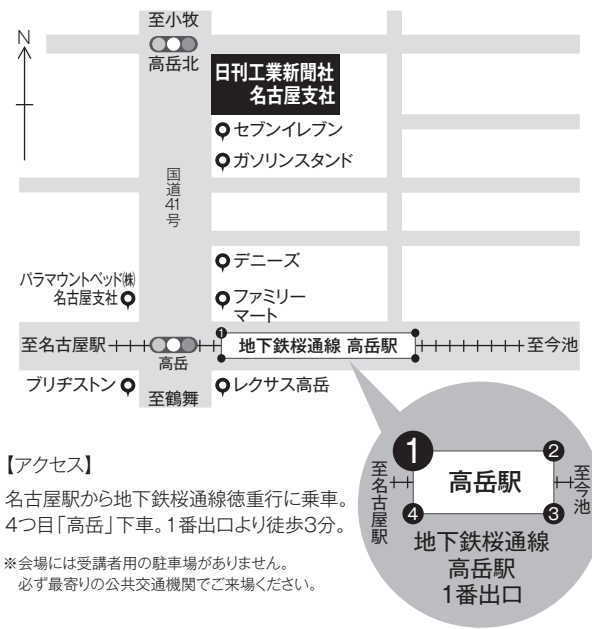 至小牧
N
高岳北
日刊工業新聞社
名古屋支社
セブンイレブン
ガソリンスタンド
国道41号
デニーズ
パラマウントベッド㈱
名古屋支社
ファミリー
マート
至名古屋駅
1
地下鉄桜通線 高岳駅
至今池
高岳
ブリヂストン
至鶴舞
レクサス高岳
1
2
至名古屋駅
高岳駅
至今池
4
3
地下鉄桜通線
高岳駅
1番出口
【アクセス】
名古屋駅から地下鉄桜通線徳重行に乗車。
4つ目「高岳」下車。1番出口より徒歩3分。
※会場には受講者用の駐車場がありません。
必ず最寄りの公共交通機関でご来場ください。